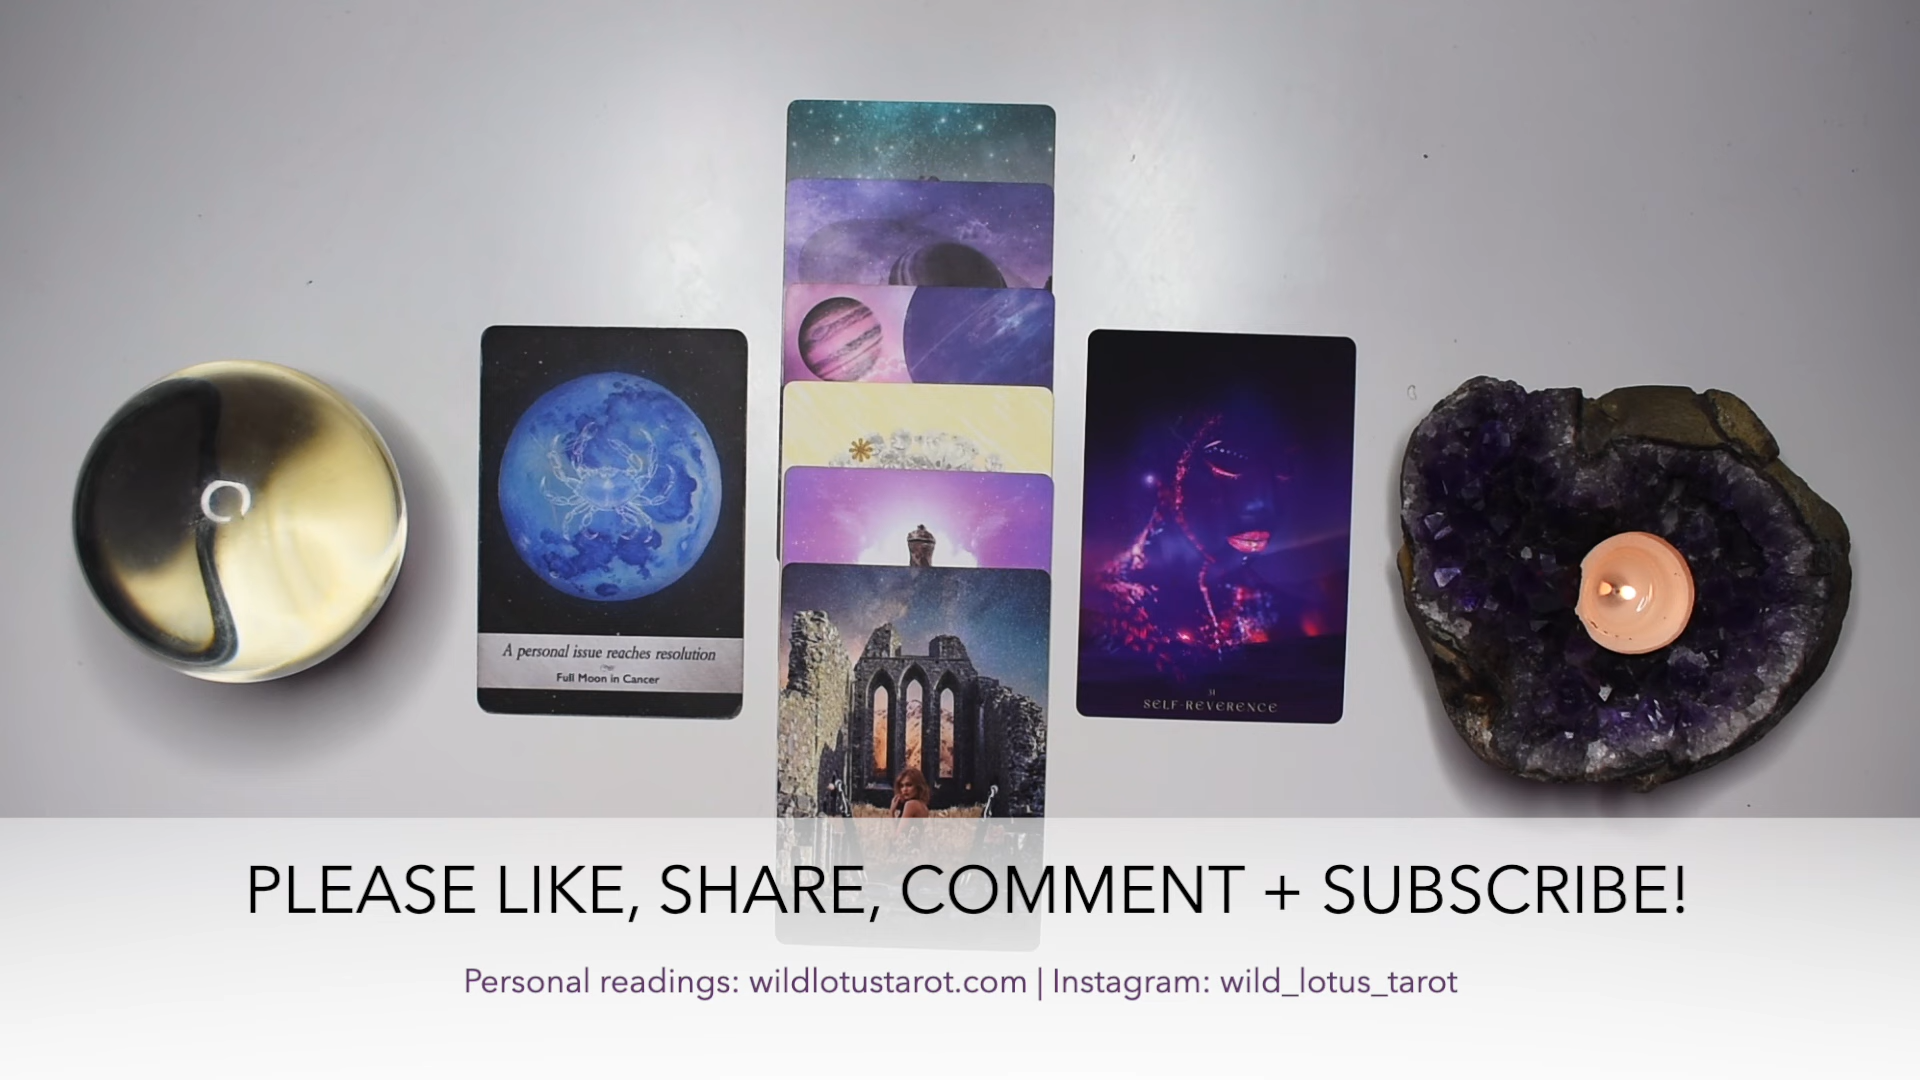 A personal issue reaches resolution
Full Moon in Cancer
31
SELF-REVERENCE
PLEASE LIKE, SHARE, COMMENT + SUBSCRIBE!
Personal readings: wildlotustarot.com | Instagram: wild_lotus_tarot